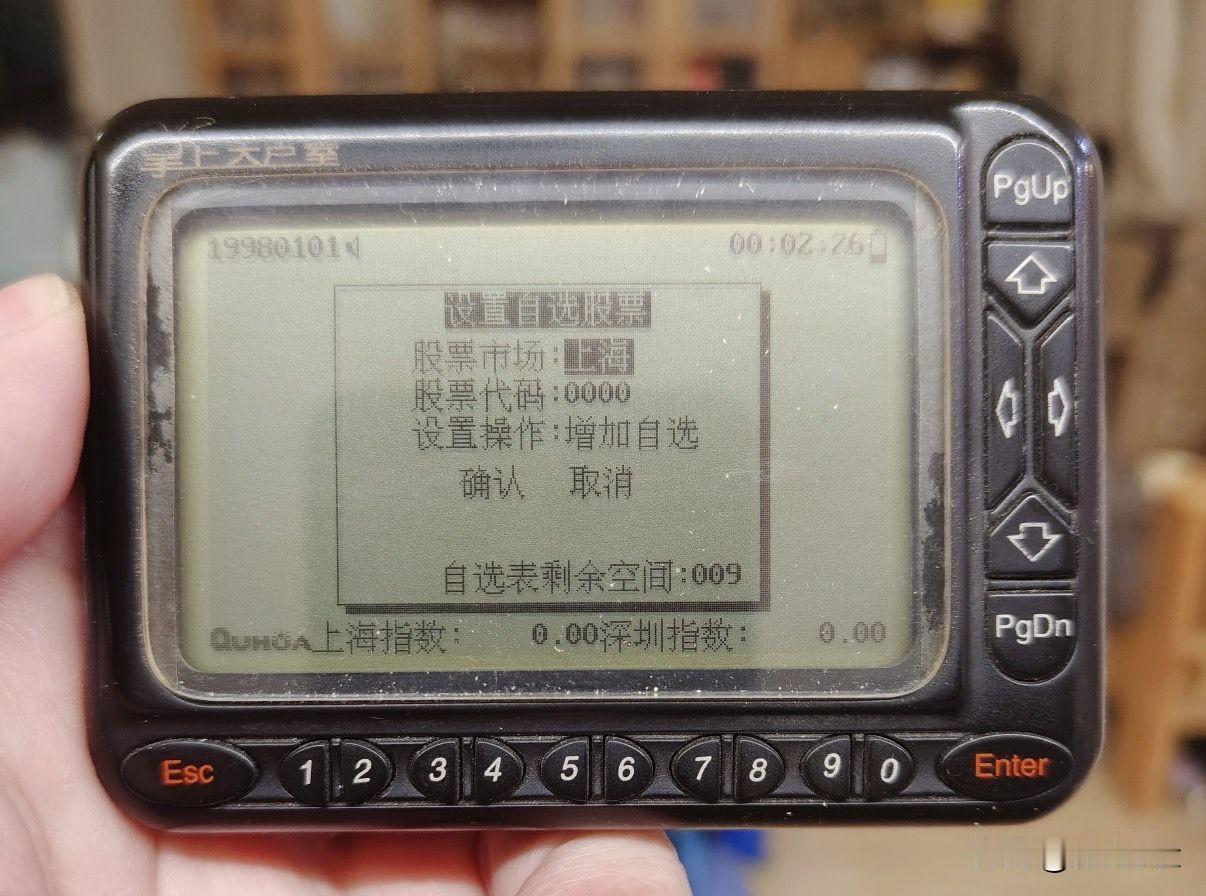 掌上大户室
19980101
00:02:26
设置自选股票
股票市场:上海
股票代码:0000
设置操作:增加自选
确认 取消
自选表剩余空间:009
QUHUA上海指数: 0.00深圳指数: 0.00
PgUp
PgDn
Esc 1 2 3 4 5 6 7 8 9 0 Enter